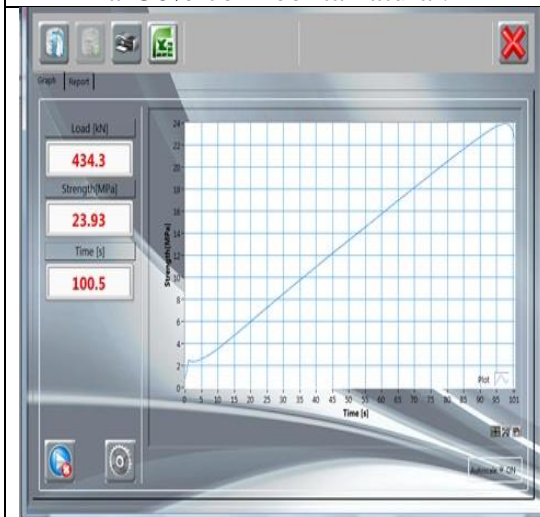 Graph Report
Load [kN]
434.3
Strength[MPa]
23.93
Time [s]
100.5
Strength[MPa]
24
22
20
18
16
14
12
10
8
6
4
2
0
0 5 10 15 20 25 30 35 40 45 50 55 60 65 70 75 80 85 90 95 101
Time [s]
Plot
Autoscale ON